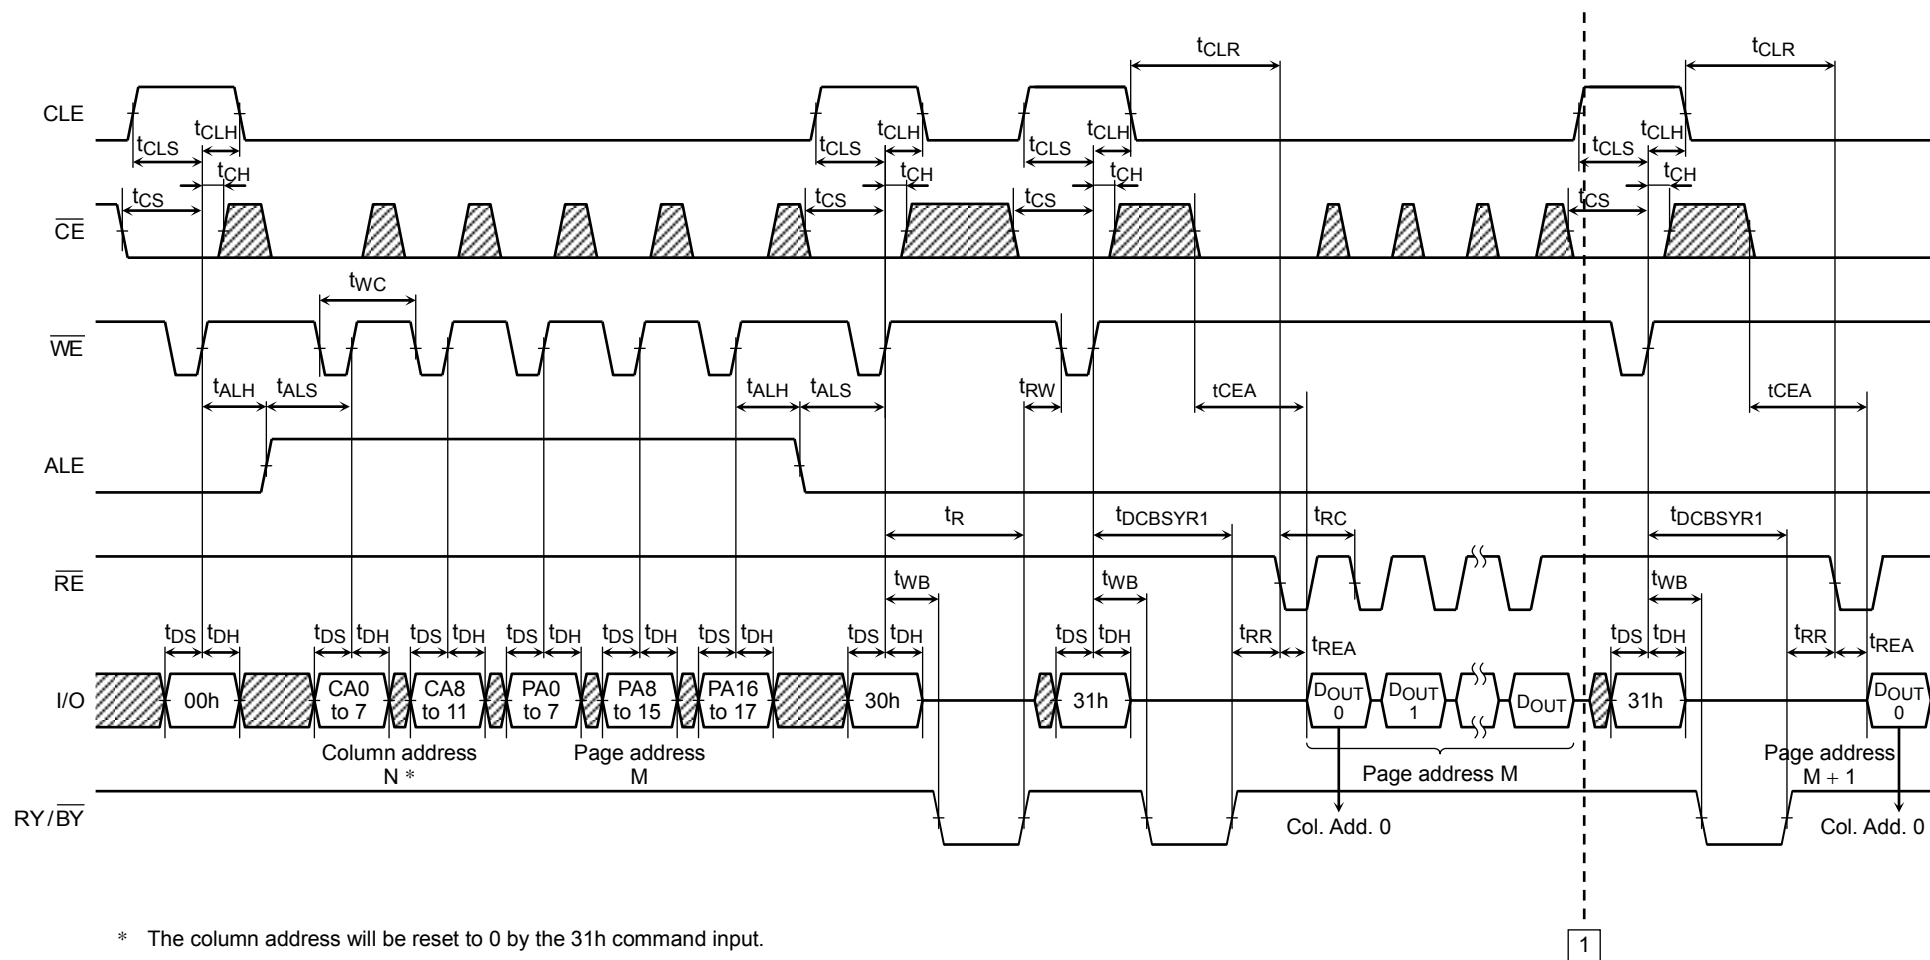 tCLR tCLR
CLE
tCLS tCLH tCLS tCLH tCLS tCLH tCLS tCLH
tCS tCH tCS tCH tCS tCH tCS tCH
CE
tWC
WE
tALH tALS tALH tALS tRW tCEA tCEA
ALE
tR tDCBSYR1 tRC tDCBSYR1
RE
tWB tWB tWB
tDS tDH tDS tDH tDS tDH tDS tDH tDS tDH tDS tDH tDS tDH tDS tDH tRR tREA tDS tDH tRR tREA
I/O 00h CA0 to 7 CA8 to 11 PA0 to 7 PA8 to 15 PA16 to 17 30h 31h DOUT 0 DOUT 1 DOUT 31h DOUT 0
Column address N *
Page address M
Page address M
Page address M + 1
RY/BY
Col. Add. 0
Col. Add. 0
* The column address will be reset to 0 by the 31h command input.
1